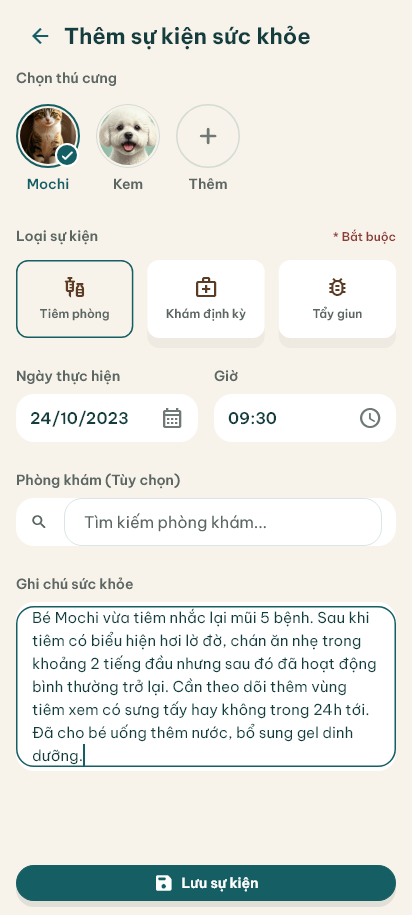 Thêm sự kiện sức khỏe
Chọn thú cưng
Mochi
Kem
Thêm
Loại sự kiện
* Bắt buộc
Tiêm phòng
Khám định kỳ
Tẩy giun
Ngày thực hiện
Giờ
24/10/2023
09:30
Phòng khám (Tùy chọn)
Tìm kiếm phòng khám...
Ghi chú sức khỏe
Bé Mochi vừa tiêm nhắc lại mũi 5 bệnh. Sau khi
tiêm có biểu hiện hơi lờ đờ, chán ăn nhẹ trong
khoảng 2 tiếng đầu nhưng sau đó đã hoạt động
bình thường trở lại. Cần theo dõi thêm vùng
tiêm xem có sưng tấy hay không trong 24h tới.
Đã cho bé uống thêm nước, bổ sung gel dinh
dưỡng.
Lưu sự kiện